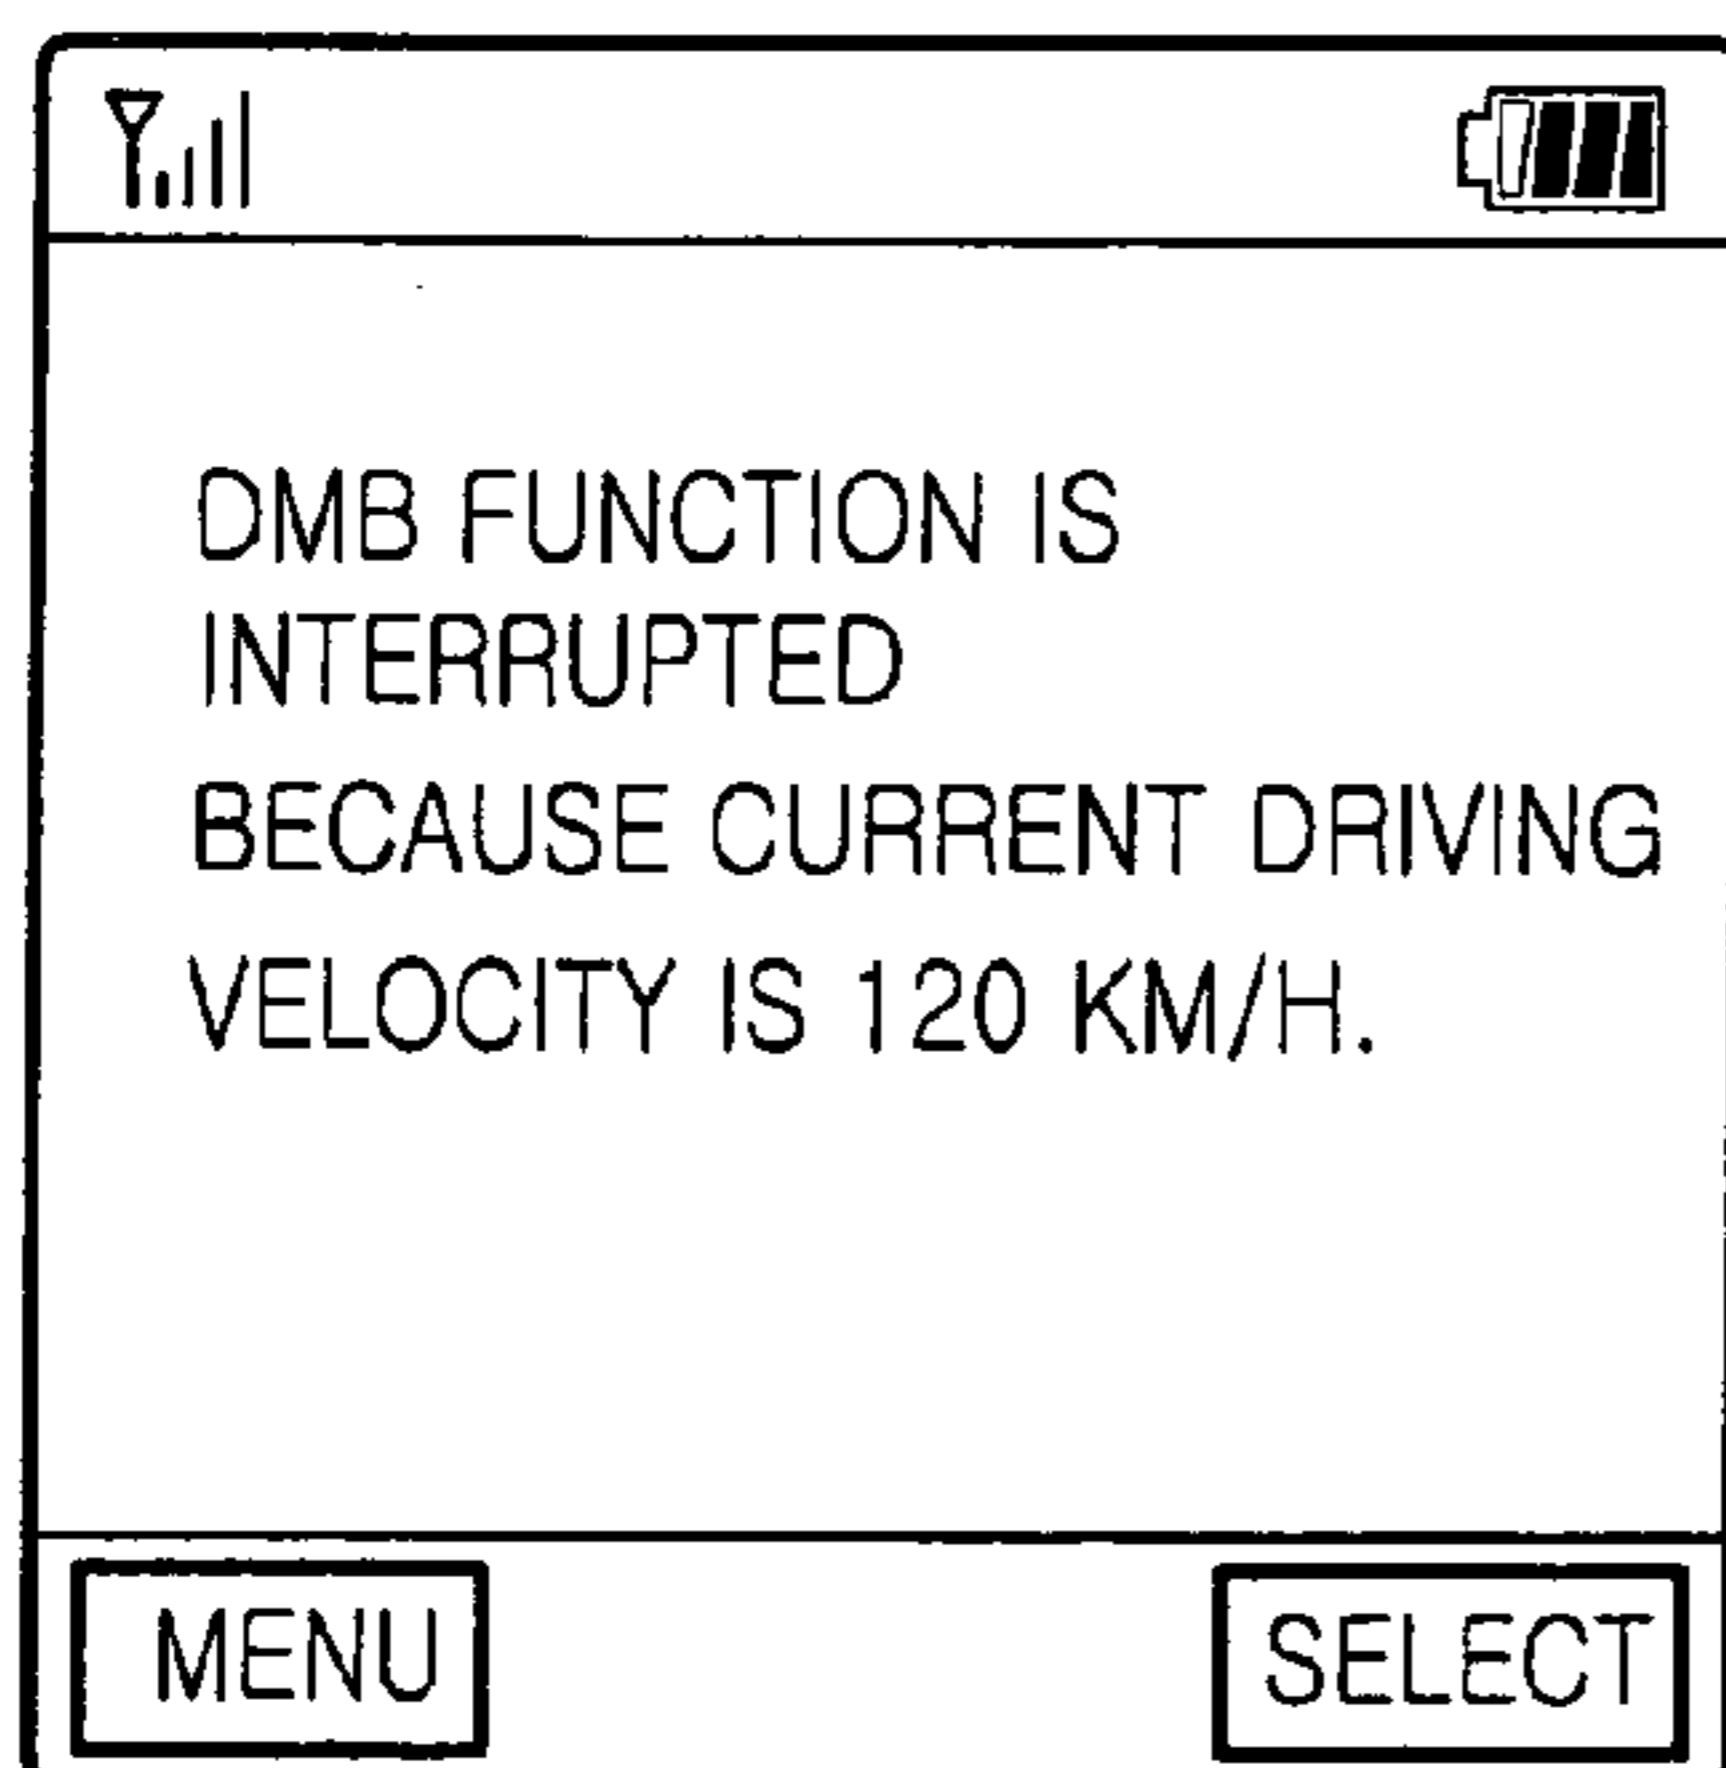 DMB FUNCTION IS
INTERRUPTED
BECAUSE CURRENT DRIVING
VELOCITY IS 120 KM/H.
MENU
SELECT